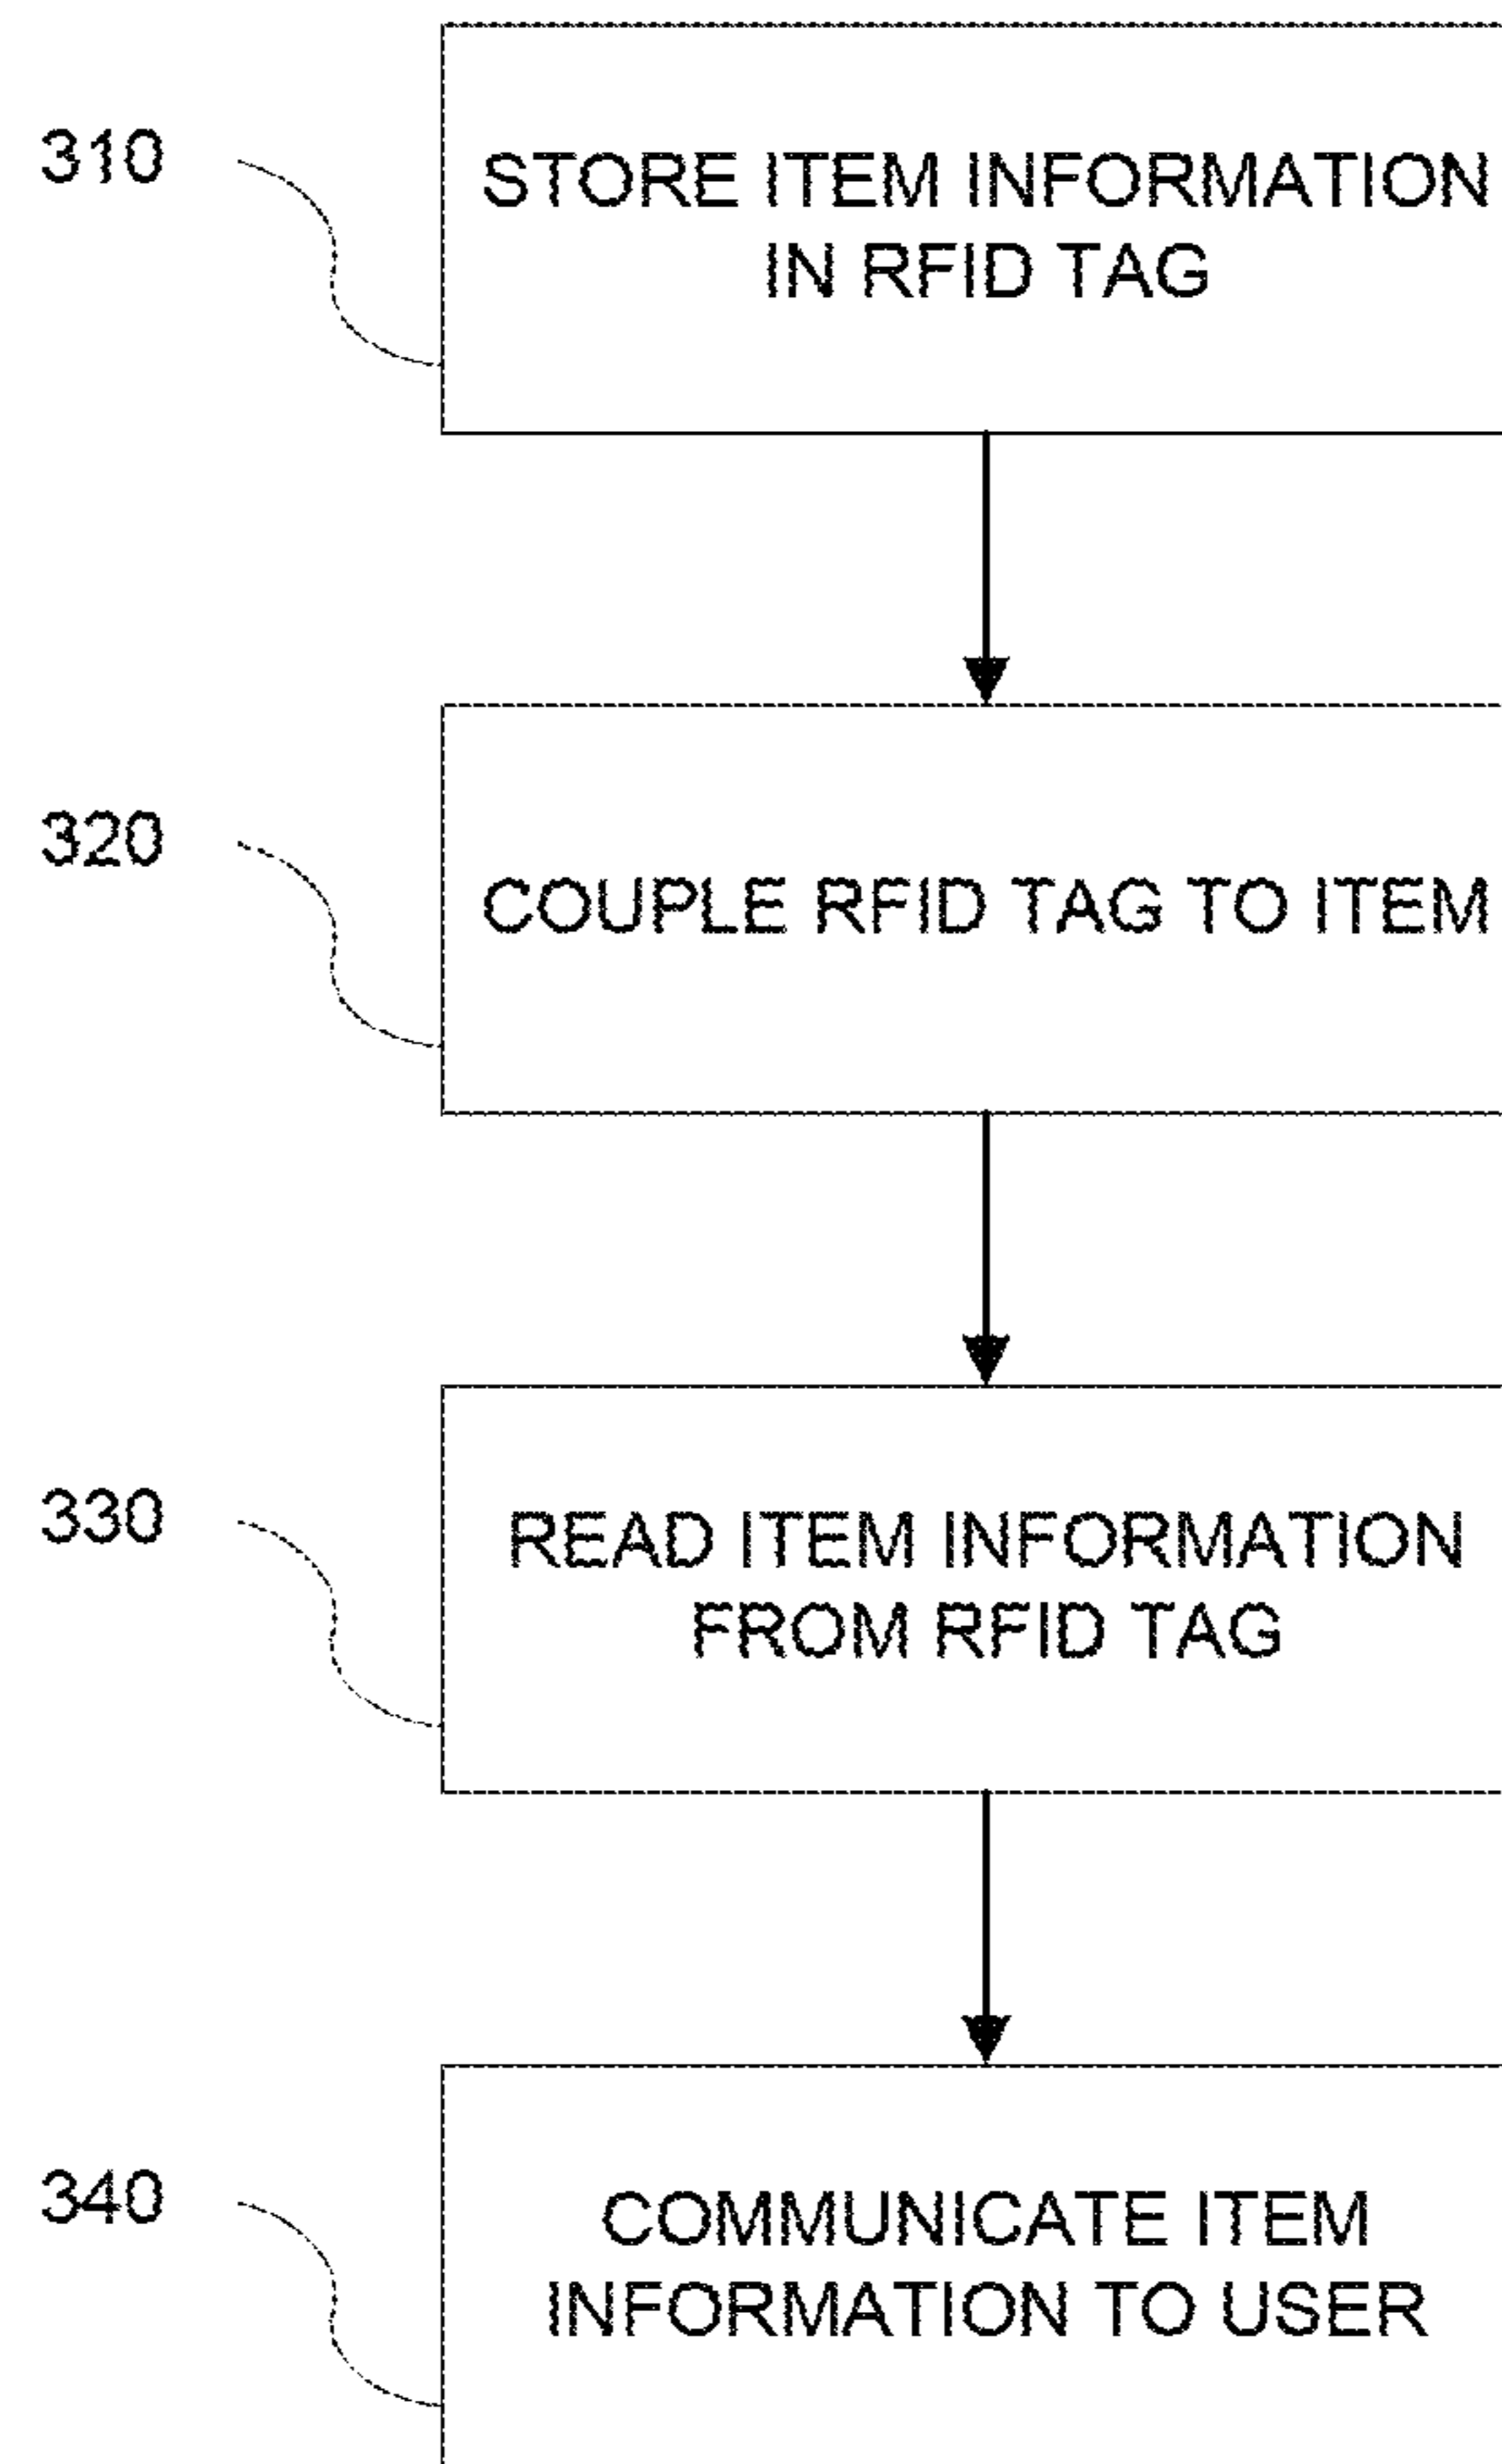 310
STORE ITEM INFORMATION
IN RFID TAG
320
COUPLE RFID TAG TO ITEM
330
READ ITEM INFORMATION
FROM RFID TAG
340
COMMUNICATE ITEM
INFORMATION TO USER